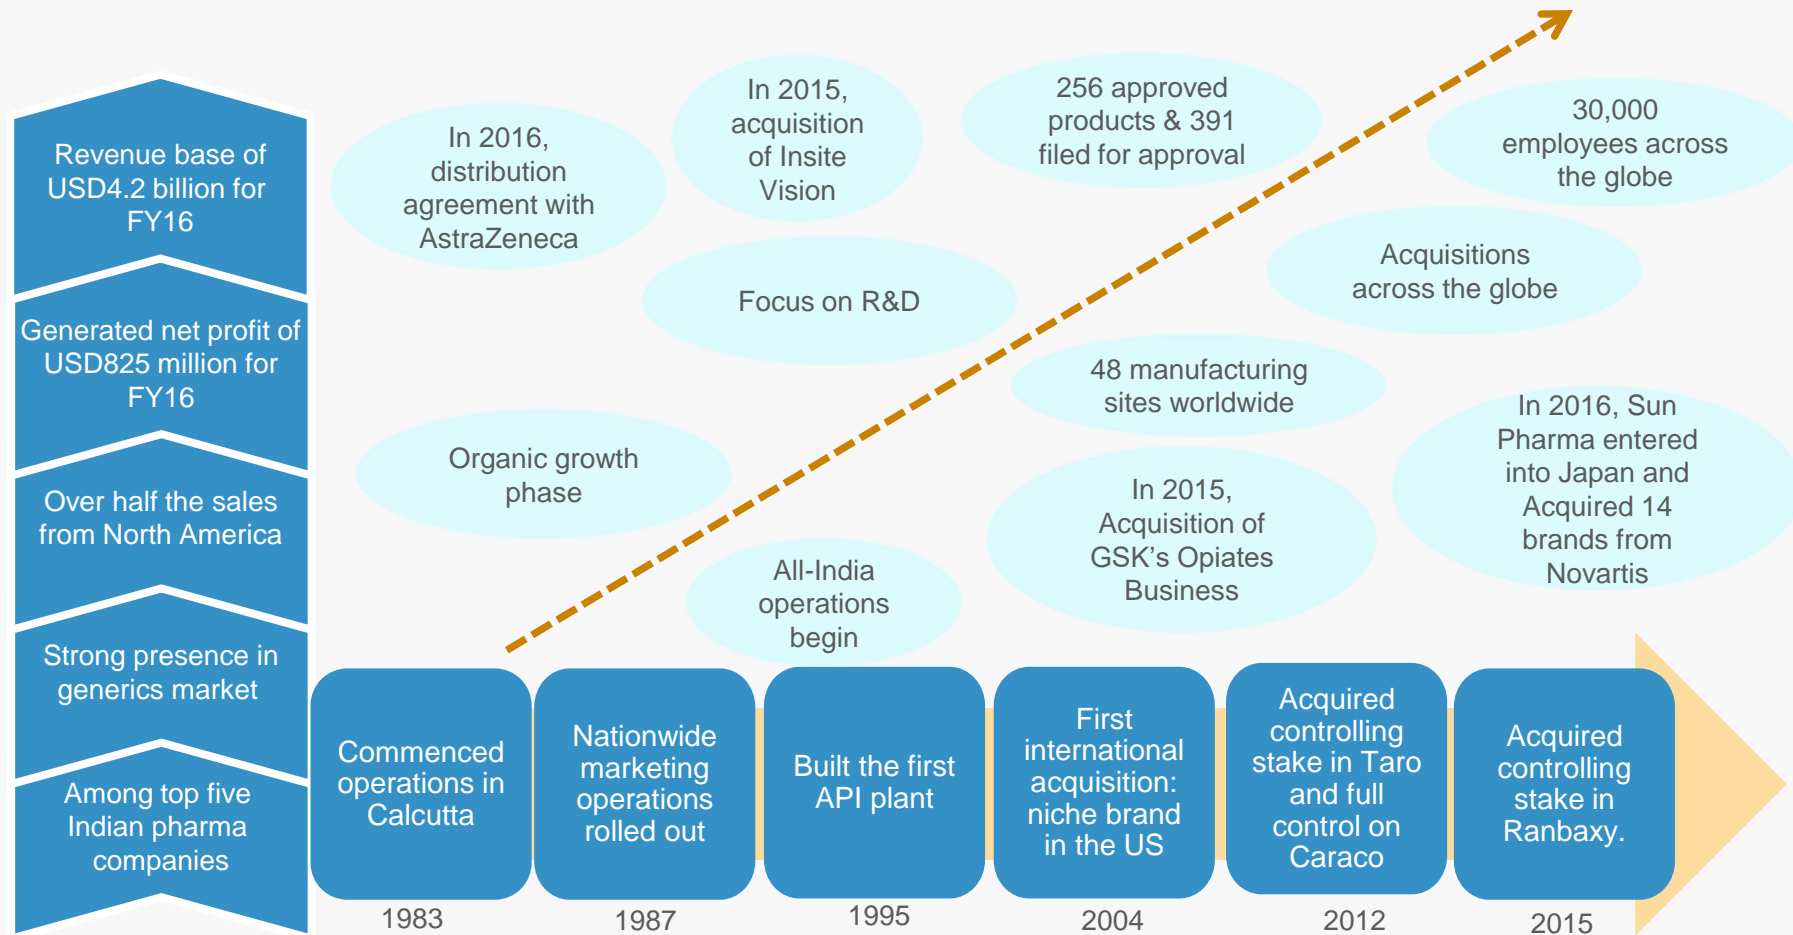 Revenue base of
USD4.2 billion for
FY16
Generated net profit of
USD825 million for
FY16
Over half the sales
from North America
Strong presence in
generics market
Among top five
Indian pharma
companies
In 2016,
distribution
agreement with
AstraZeneca
In 2015,
acquisition
of Insite
Vision
256 approved
products & 391
filed for approval
30,000
employees across
the globe
Focus on R&D
Acquisitions
across the globe
Organic growth
phase
48 manufacturing
sites worldwide
All-India
operations
begin
In 2015,
Acquisition of
GSK’s Opiates
Business
In 2016, Sun
Pharma entered
into Japan and
Acquired 14
brands from
Novartis
Commenced
operations in
Calcutta
Nationwide
marketing
operations
rolled out
Built the first
API plant
First
international
acquisition:
niche brand
in the US
Acquired
controlling
stake in Taro
and full
control on
Caraco
Acquired
controlling
stake in
Ranbaxy.
1983
1987
1995
2004
2012
2015